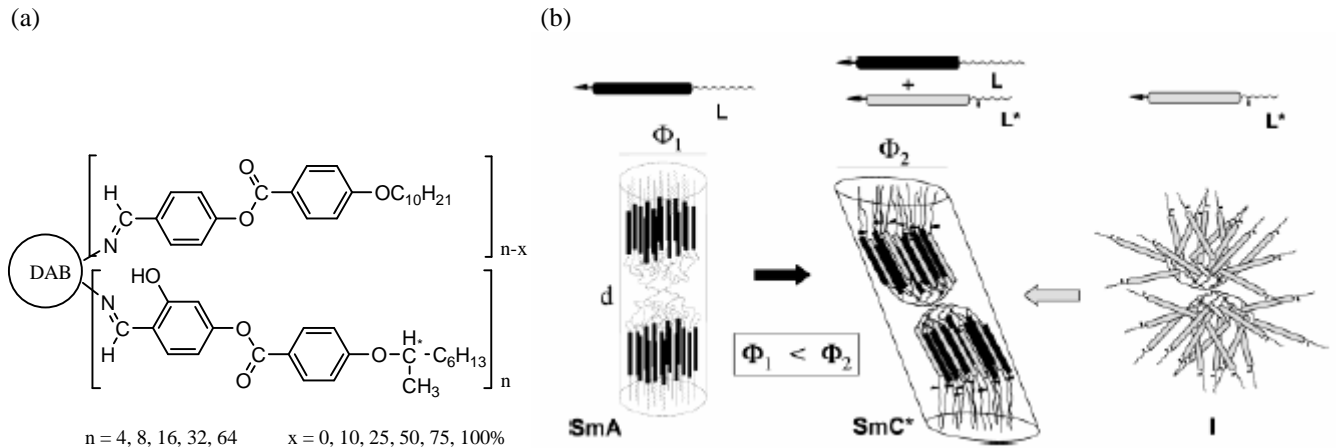 (a)
(b)
H
N
O
O
OC10H21
n-x
DAB
HO
N
H
O
O
O
H*
C
C6H13
CH3
n
n = 4, 8, 16, 32, 64 x = 0, 10, 25, 50, 75, 100%
L
+
L
L*
L*
Φ1
Φ2
d
Φ1 < Φ2
SmA
SmC*
I